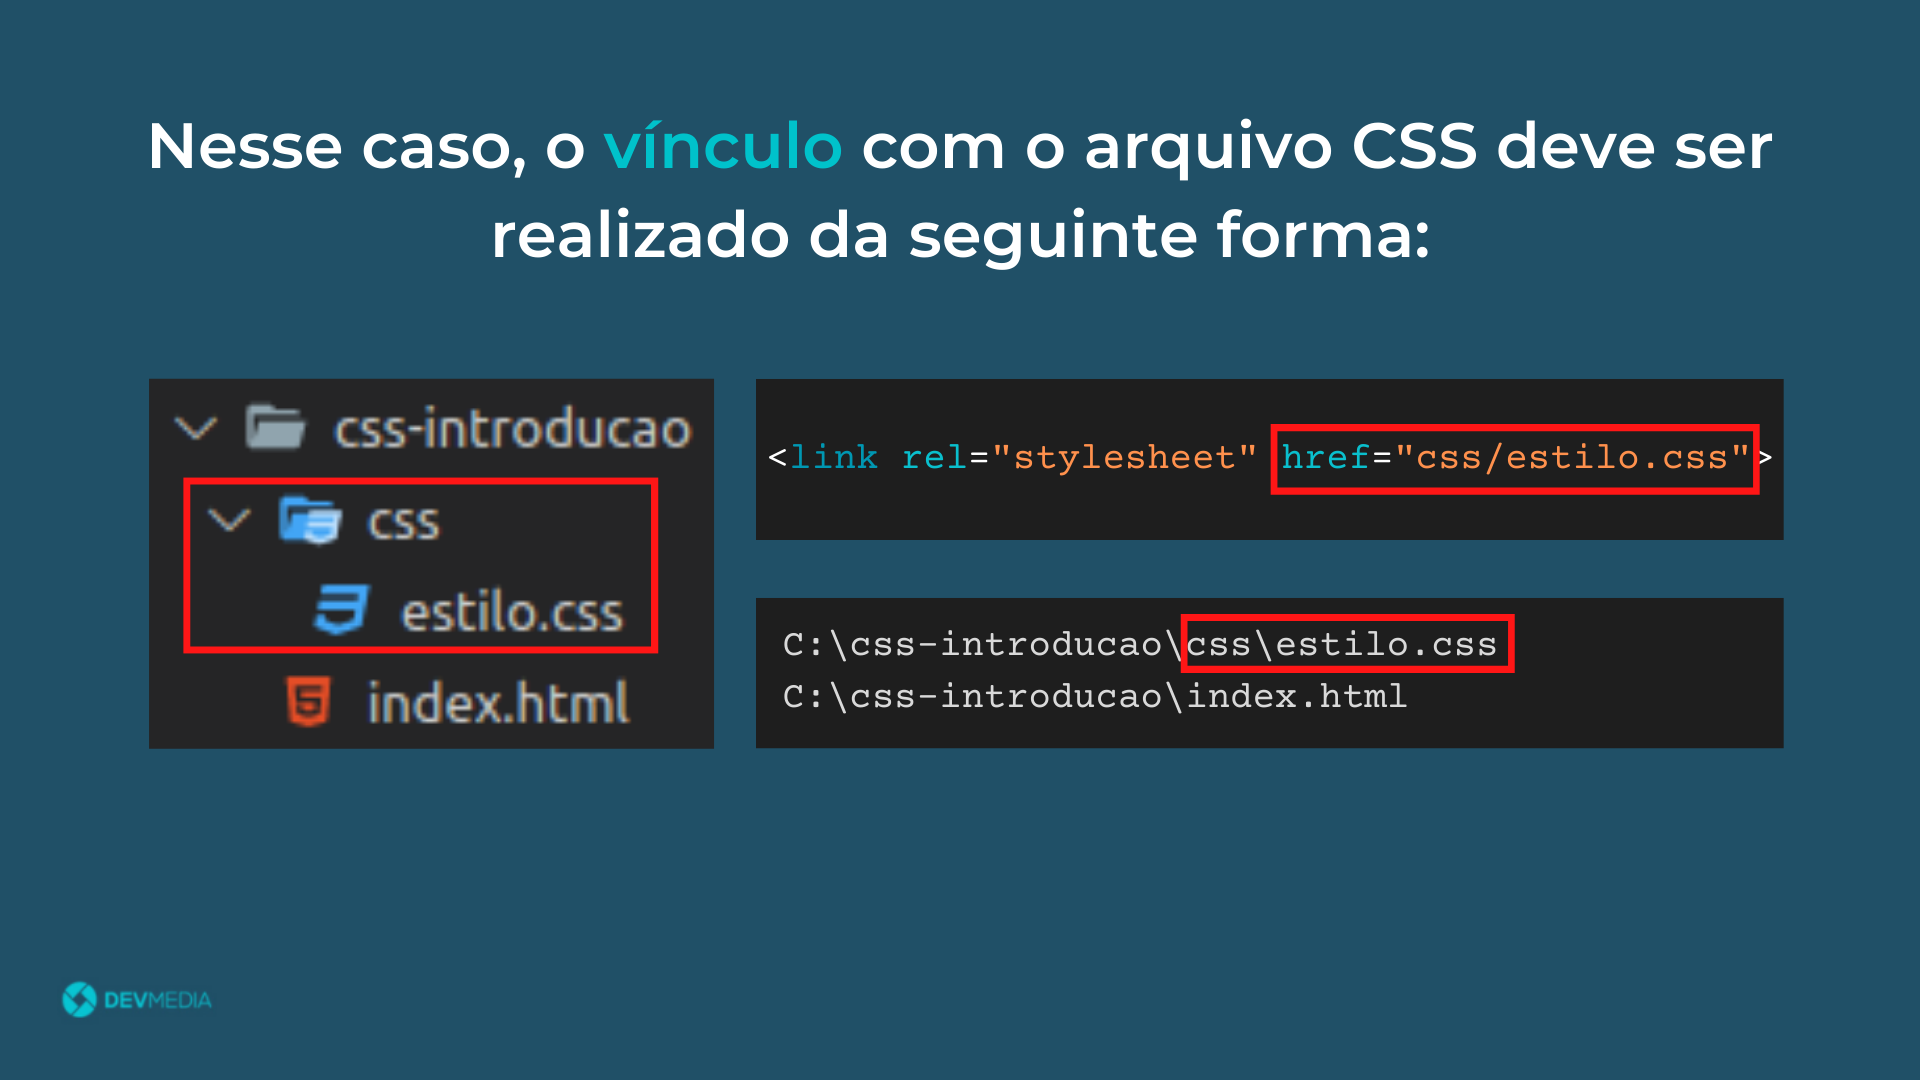 Nesse caso, o vínculo com o arquivo CSS deve ser
realizado da seguinte forma:
css-introducao
css
estilo.css
index.html
<link rel="stylesheet" href="css/estilo.css">
C:\css-introducao\css\estilo.css
C:\css-introducao\index.html
DEVMEDIA